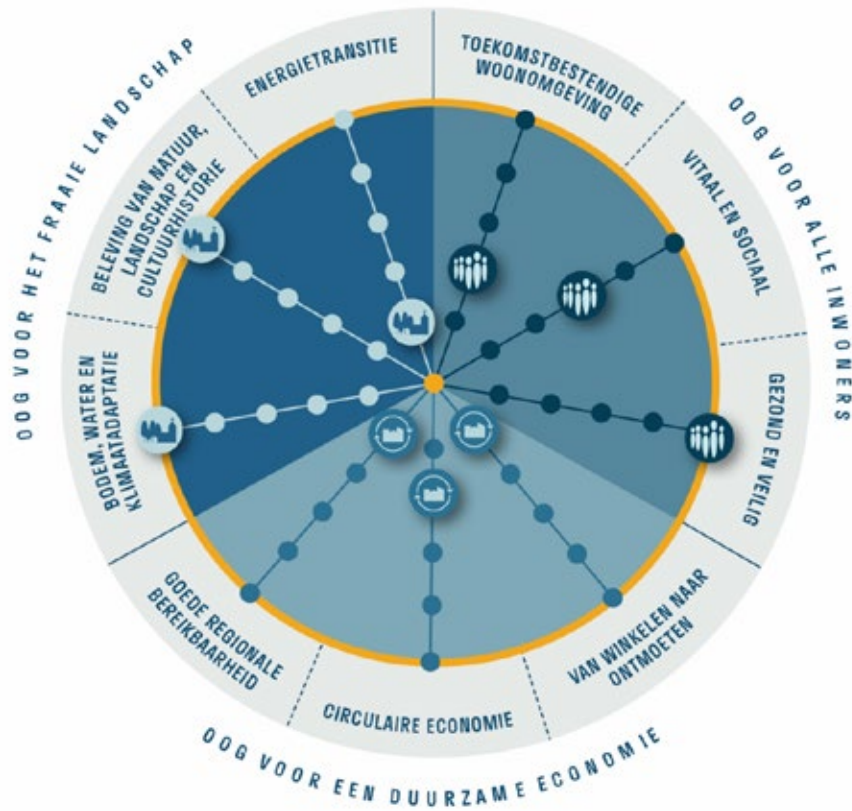 OOG VOOR HET FRAAIE LANDSCHAP
ENERGIETRANSITIE
BELEVING VAN NATUUR,
LANDSCHAP EN
CULTUURHISTORIE
BODEM, WATER EN
KLIMAATADAPTATIE
OOG VOOR ALLE INWONERS
TOEKOMSTBESTENDIGE
WOONOMGEVING
VITAAL EN SOCIAAL
GEZOND EN VEILIG
VAN WINKELEN NAAR
ONTMOETEN
CIRCULAIRE ECONOMIE
GOEDE REGIONALE
BEREIKBAARHEID
OOG VOOR EEN DUURZAME ECONOMIE